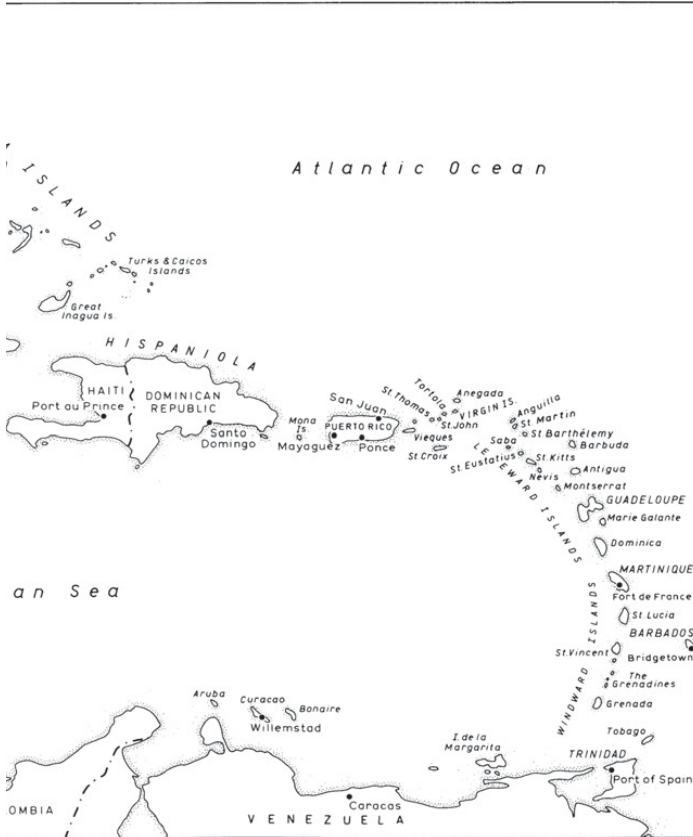 Y ISLANDS
Atlantic Ocean
Turks & Caicos
Islands
Great
Inagua Is.
HISPANIOLA
HAITI
Port au Prince
DOMINICAN
REPUBLIC
Santo
Domingo
Mona
Is.
San Juan
PUERTO RICO
Mayaguez
Ponce
Vieques
St.Croix
St.Thomas
Tortola
St.John
Anegada
VIRGIN IS.
Anguilla
St. Martin
St.Barthélemy
Saba
St. Eustatius
St.Kitts
Nevis
Barbuda
Antigua
Montserrat
LEEWARD ISLANDS
GUADELOUPE
Marie Galante
Dominica
MARTINIQUE
Fort de France
St.Lucia
BARBADOS
Bridgetown
St.Vincent
The
Grenadines
Grenada
WINDWARD ISLANDS
an Sea
Aruba
Curacao
Willemstad
Bonaire
I. de la
Margarita
Tobago
TRINIDAD
Port of Spain
OMBIA
Caracas
VENEZUELA